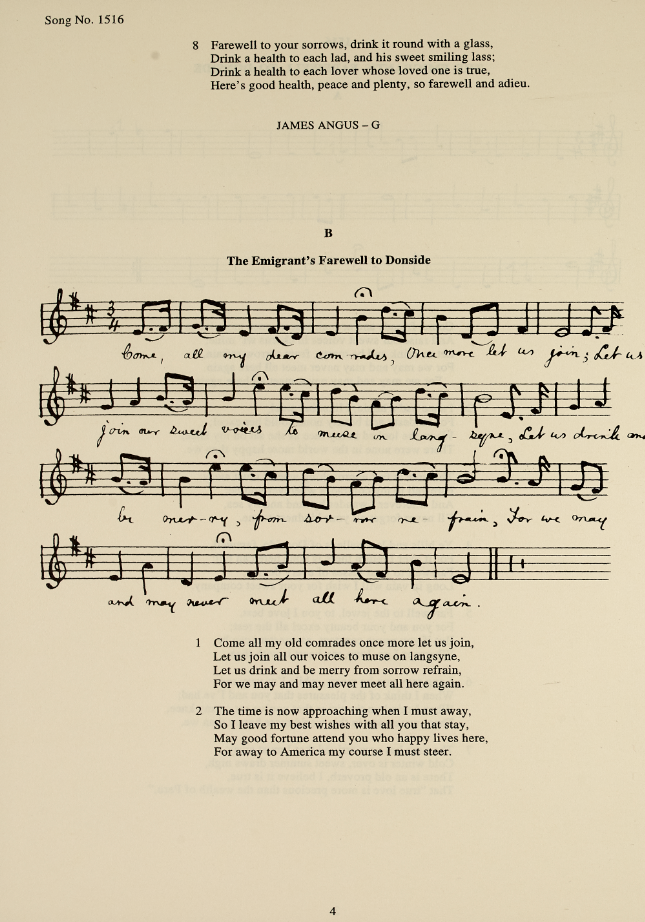 Song No. 1516
8 Farewell to your sorrows, drink it round with a glass,
Drink a health to each lad, and his sweet smiling lass;
Drink a health to each lover whose loved one is true,
Here's good health, peace and plenty, so farewell and adieu.
JAMES ANGUS – G
B
The Emigrant's Farewell to Donside
3
4
Come, all my dear com rades, Once more let us join; Let us
join our sweet voices to muse on lang- syne, Let us drink and
be mer-ry, from sor- row re frain, For we may
and may never meet all here again.
1 Come all my old comrades once more let us join,
Let us join all our voices to muse on langsyne,
Let us drink and be merry from sorrow refrain,
For we may and may never meet all here again.
2 The time is now approaching when I must away,
So I leave my best wishes with all you that stay,
May good fortune attend you who happy lives here,
For away to America my course I must steer.
4